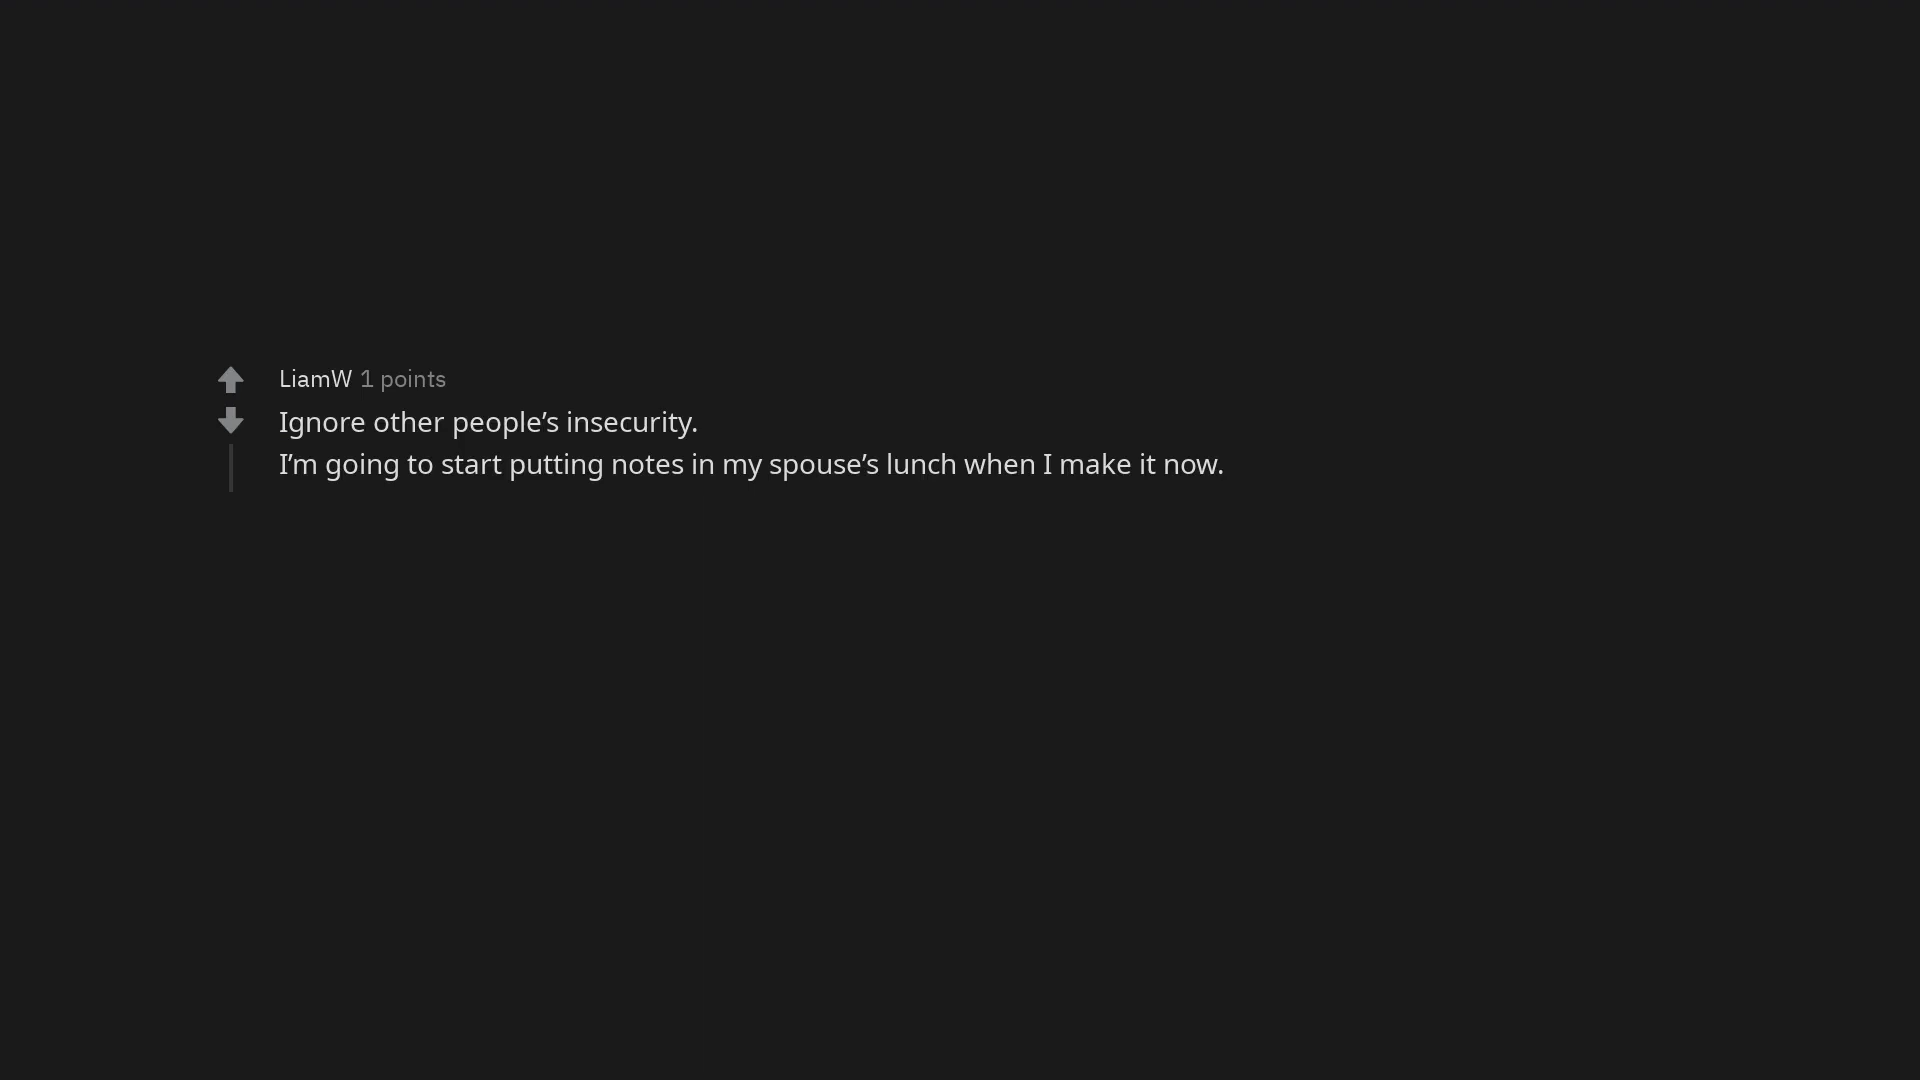 LiamW 1 points
Ignore other people’s insecurity.
I’m going to start putting notes in my spouse’s lunch when I make it now.